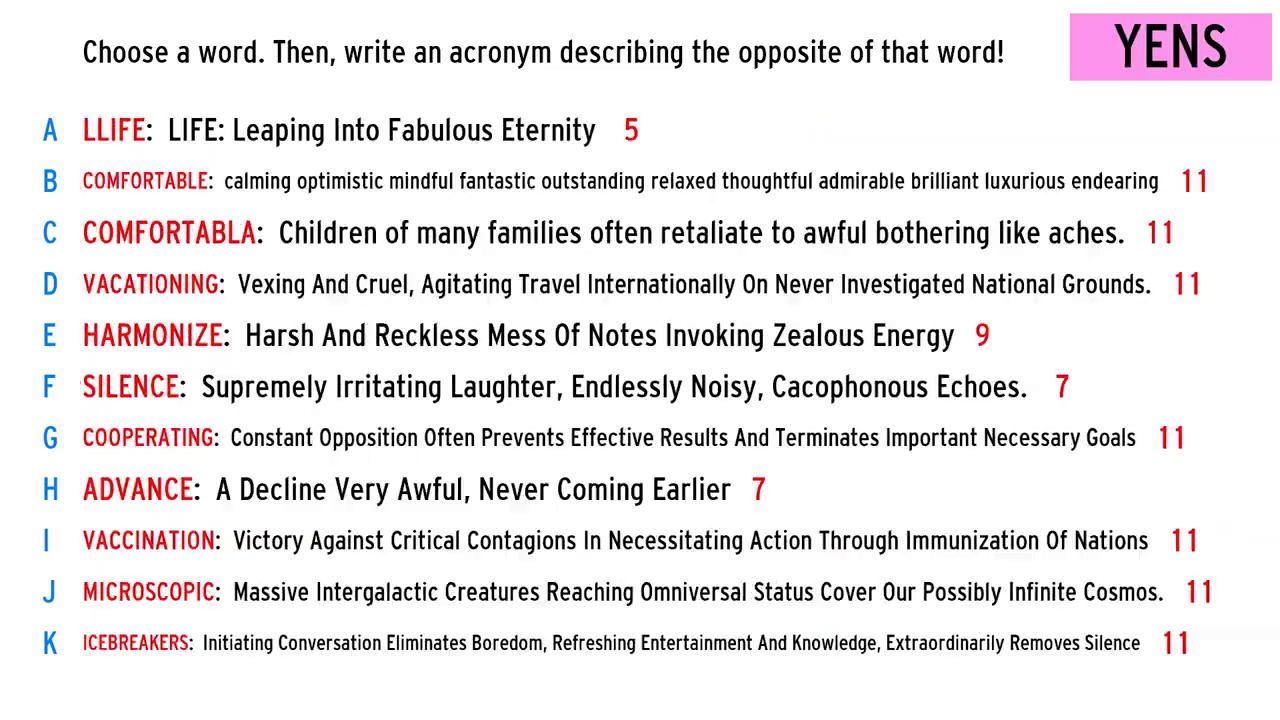 Choose a word. Then, write an acronym describing the opposite of that word!
YENS
A LLIFE: LIFE: Leaping Into Fabulous Eternity 5
B COMFORTABLE: calming optimistic mindful fantastic outstanding relaxed thoughtful admirable brilliant luxurious endearing 11
C COMFORTABLA: Children of many families often retaliate to awful bothering like aches. 11
D VACATIONING: Vexing And Cruel, Agitating Travel Internationally On Never Investigated National Grounds. 11
E HARMONIZE: Harsh And Reckless Mess Of Notes Invoking Zealous Energy 9
F SILENCE: Supremely Irritating Laughter, Endlessly Noisy, Cacophonous Echoes. 7
G COOPERATING: Constant Opposition Often Prevents Effective Results And Terminates Important Necessary Goals 11
H ADVANCE: A Decline Very Awful, Never Coming Earlier 7
I VACCINATION: Victory Against Critical Contagions In Necessitating Action Through Immunization Of Nations 11
J MICROSCOPIC: Massive Intergalactic Creatures Reaching Omniversal Status Cover Our Possibly Infinite Cosmos. 11
K ICEBREAKERS: Initiating Conversation Eliminates Boredom, Refreshing Entertainment And Knowledge, Extraordinarily Removes Silence 11